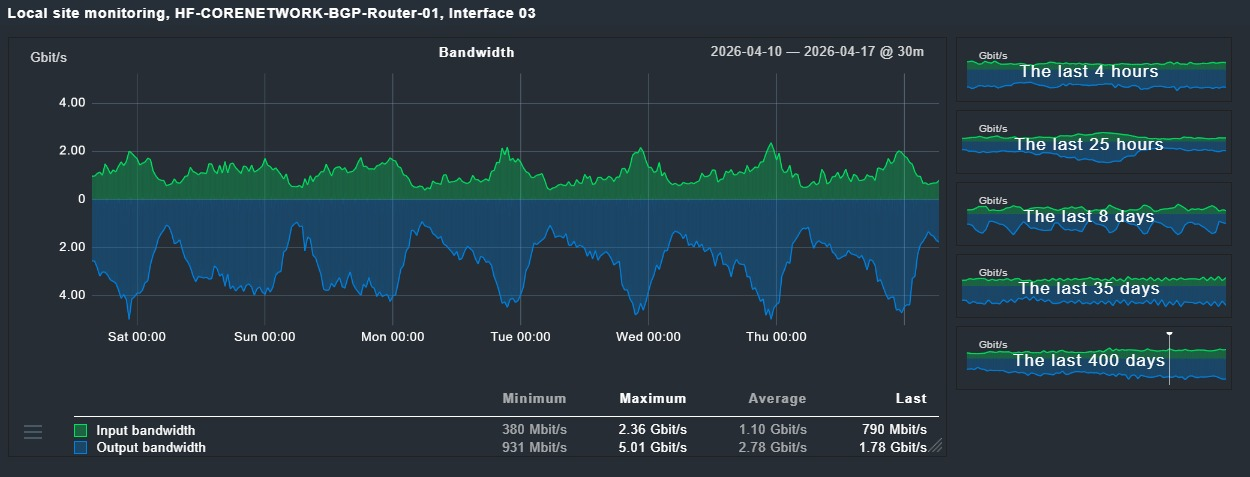 Local site monitoring, HF-CORENETWORK-BGP-Router-01, Interface 03
Gbit/s Bandwidth 2026-04-10 — 2026-04-17 @ 30m
4.00
2.00
0
2.00
4.00
Sat 00:00 Sun 00:00 Mon 00:00 Tue 00:00 Wed 00:00 Thu 00:00
Minimum Maximum Average Last
Input bandwidth 380 Mbit/s 2.36 Gbit/s 1.10 Gbit/s 790 Mbit/s
Output bandwidth 931 Mbit/s 5.01 Gbit/s 2.78 Gbit/s 1.78 Gbit/s
Gbit/s
The last 4 hours
Gbit/s
The last 25 hours
Gbit/s
The last 8 days
Gbit/s
The last 35 days
Gbit/s
The last 400 days